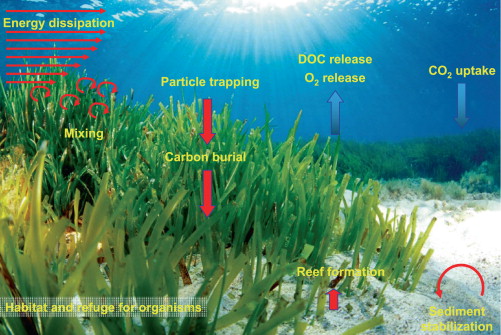 Energy dissipation
Mixing
Particle trapping
Carbon burial
DOC release
O₂ release
CO₂ uptake
Reef formation
Habitat and refuge for organisms
Sediment
stabilization